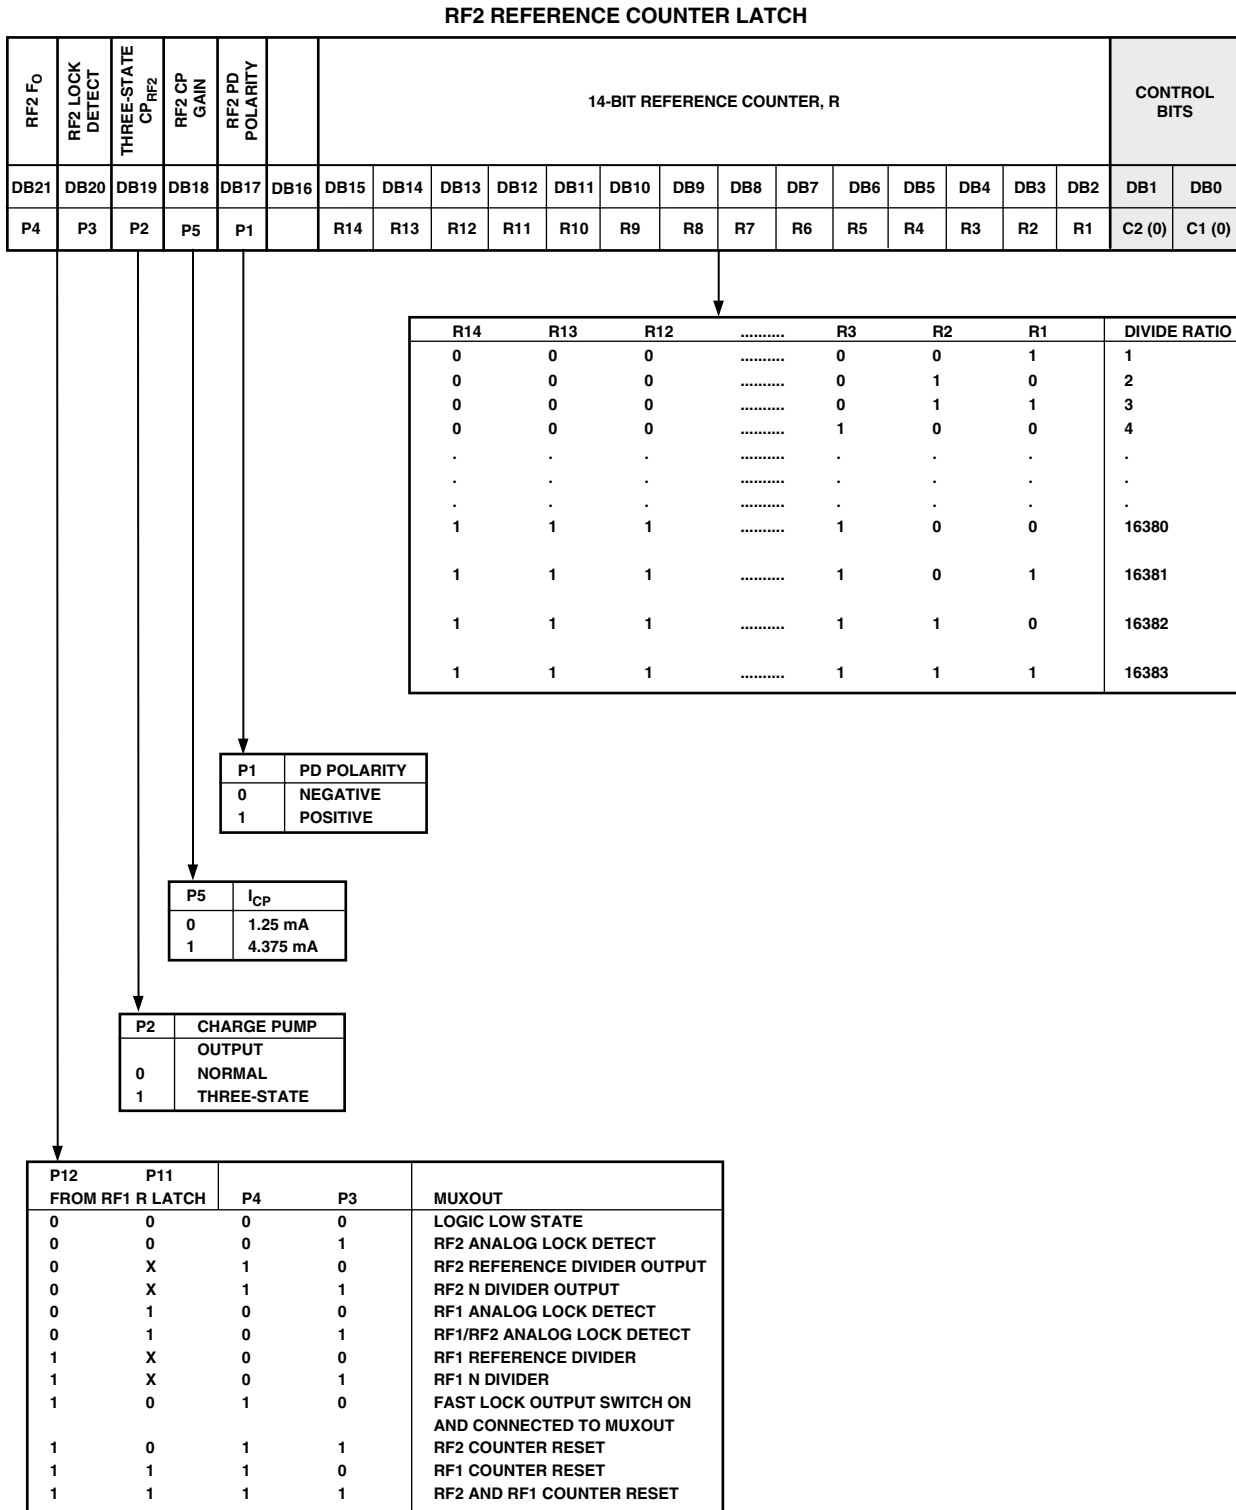 RF2 REFERENCE COUNTER LATCH
RF2 FO
RF2 LOCK
DETECT
THREE-STATE
CPRF2
RF2 CP
GAIN
RF2 PD
POLARITY
14-BIT REFERENCE COUNTER, R
CONTROL
BITS
DB21 DB20 DB19 DB18 DB17 DB16 DB15 DB14 DB13 DB12 DB11 DB10 DB9 DB8 DB7 DB6 DB5 DB4 DB3 DB2 DB1 DB0
P4 P3 P2 P5 P1 R14 R13 R12 R11 R10 R9 R8 R7 R6 R5 R4 R3 R2 R1 C2 (0) C1 (0)
R14 R13 R12 .......... R3 R2 R1 DIVIDE RATIO
0 0 0 .......... 0 0 1 1
0 0 0 .......... 0 1 0 2
0 0 0 .......... 0 1 1 3
0 0 0 .......... 1 0 0 4
. . . .......... . . . .
. . . .......... . . . .
. . . .......... . . . .
1 1 1 .......... 1 0 0 16380
1 1 1 .......... 1 0 1 16381
1 1 1 .......... 1 1 0 16382
1 1 1 .......... 1 1 1 16383
P1 PD POLARITY
0 NEGATIVE
1 POSITIVE
P5 ICP
0 1.25 mA
1 4.375 mA
P2 CHARGE PUMP
OUTPUT
0 NORMAL
1 THREE-STATE
P12 P11
FROM RF1 R LATCH P4 P3 MUXOUT
0 0 0 0 LOGIC LOW STATE
0 0 0 1 RF2 ANALOG LOCK DETECT
0 X 1 0 RF2 REFERENCE DIVIDER OUTPUT
0 X 1 1 RF2 N DIVIDER OUTPUT
0 1 0 0 RF1 ANALOG LOCK DETECT
0 1 0 1 RF1/RF2 ANALOG LOCK DETECT
1 X 0 0 RF1 REFERENCE DIVIDER
1 X 0 1 RF1 N DIVIDER
1 0 1 0 FAST LOCK OUTPUT SWITCH ON
AND CONNECTED TO MUXOUT
1 0 1 1 RF2 COUNTER RESET
1 1 1 0 RF1 COUNTER RESET
1 1 1 1 RF2 AND RF1 COUNTER RESET